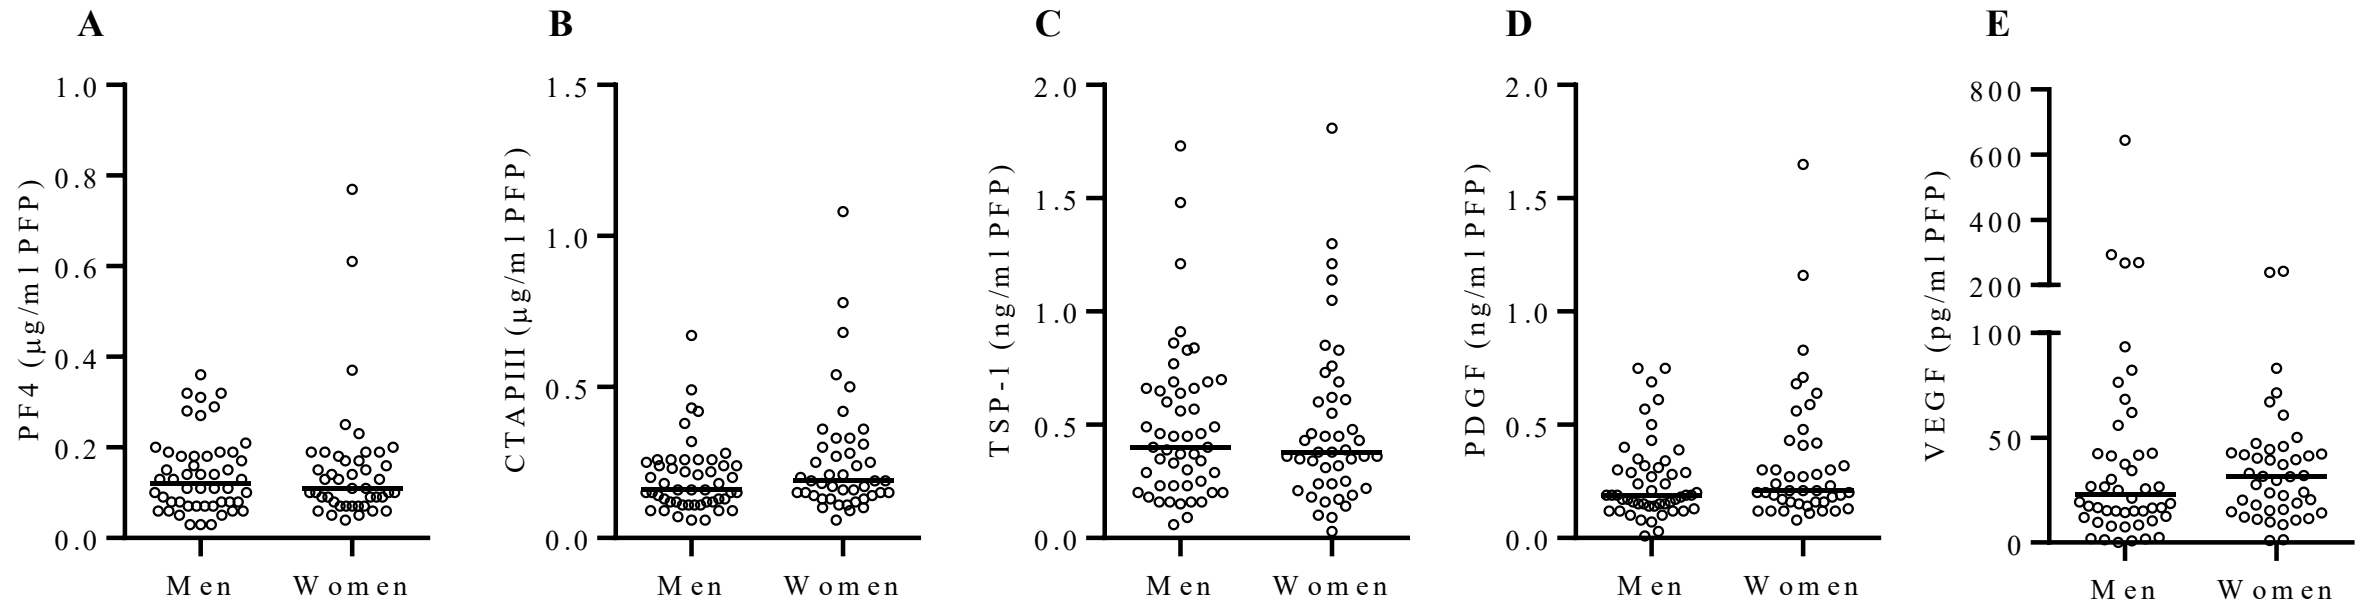 A
PF4 (µg/ml PFP)
1.0
0.8
0.6
0.4
0.2
0.0
Men
Women
B
CTAPIII (µg/ml PFP)
1.5
1.0
0.5
0.0
Men
Women
C
TSP-1 (ng/ml PFP)
2.0
1.5
1.0
0.5
0.0
Men
Women
D
PDGF (ng/ml PFP)
2.0
1.5
1.0
0.5
0.0
Men
Women
E
VEGF (pg/ml PFP)
800
600
400
200
100
50
0
Men
Women